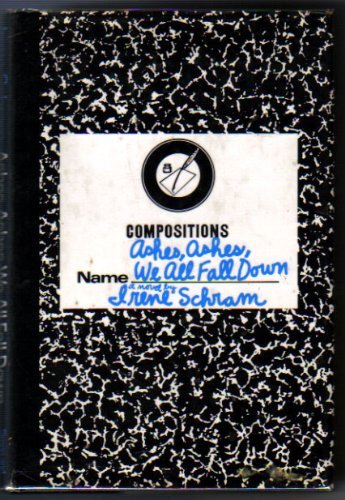 COMPOSITIONS
Ashes, Ashes,
Name We All Fall Down
a novel by
Irene Schram